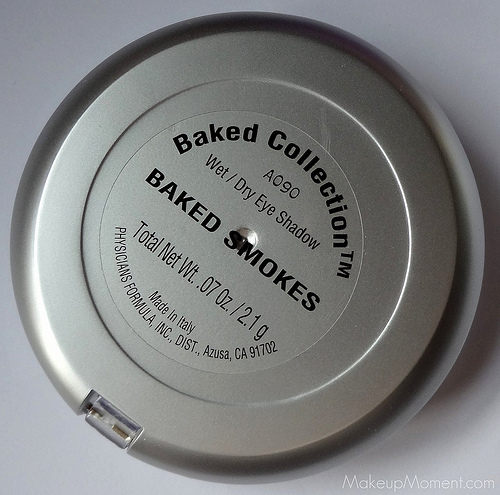 Baked Collection™
A090
Wet / Dry Eye Shadow
BAKED SMOKES
Total Net Wt. .07 Oz. / 2.1 g
Made in Italy
PHYSICIANS FORMULA, INC., DIST., Azusa, CA 91702
MakeupMoment.com